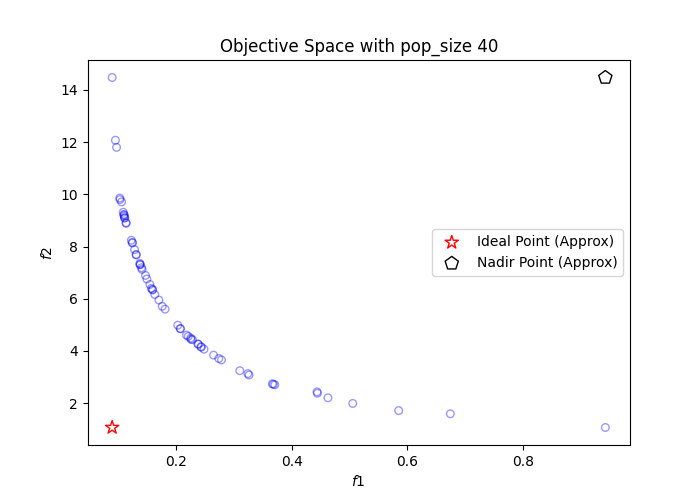 Objective Space with pop_size 40
14
12
10
8
6
4
2
f2
Ideal Point (Approx)
Nadir Point (Approx)
0.2
0.4
0.6
0.8
f1